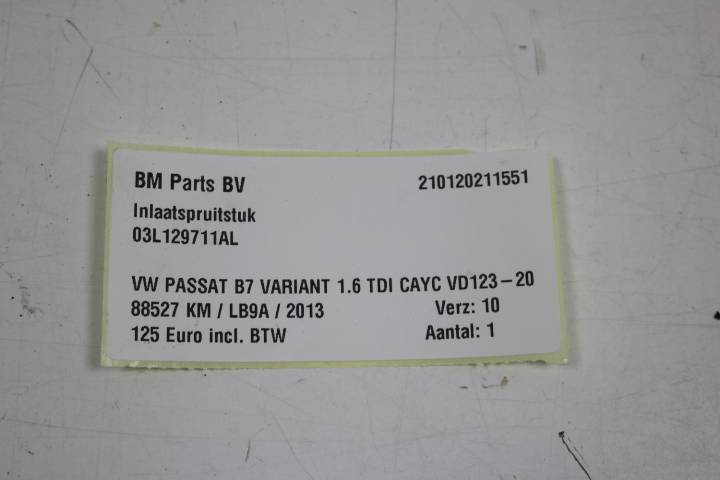 BM Parts BV 210120211551
Inlaatspruitstuk
03L129711AL
VW PASSAT B7 VARIANT 1.6 TDI CAYC VD123-20
88527 KM / LB9A / 2013 Verz: 10
125 Euro incl. BTW Aantal: 1